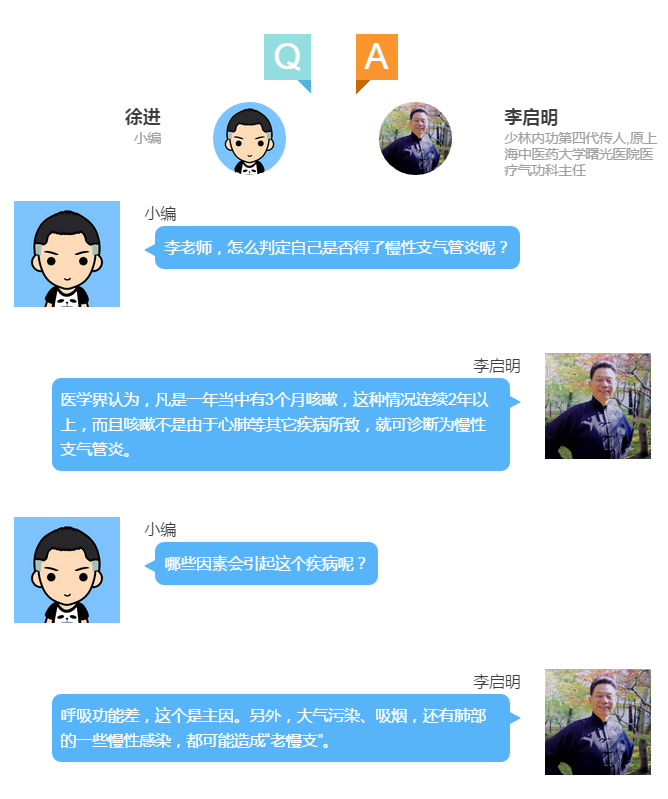 Q A
徐进
小编
李启明
少林内功第四代传人,原上
海中医药大学曙光医院医
疗气功科主任
小编
李老师，怎么判定自己是否得了慢性支气管炎呢？
李启明
医学界认为，凡是一年当中有3个月咳嗽，这种情况连续2年以
上，而且咳嗽不是由于心肺等其它疾病所致，就可诊断为慢性
支气管炎。
小编
哪些因素会引起这个疾病呢？
李启明
呼吸功能差，这个是主因。另外，大气污染、吸烟，还有肺部
的一些慢性感染，都可能造成“老慢支”。